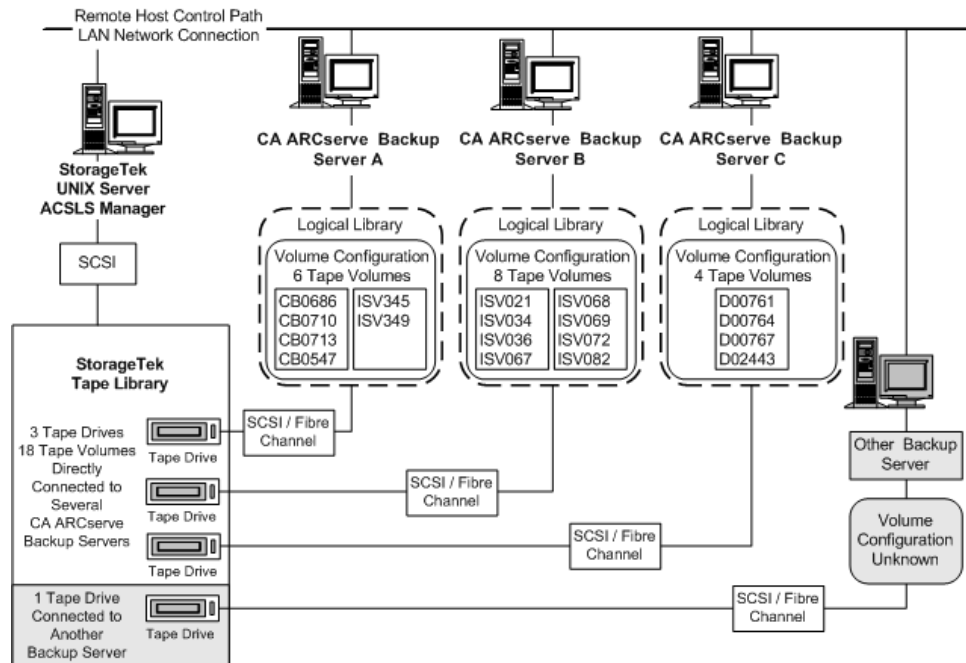 Remote Host Control Path
LAN Network Connection
StorageTek
UNIX Server
ACSLS Manager
SCSI
CA ARCserve Backup
Server A
CA ARCserve Backup
Server B
CA ARCserve Backup
Server C
Logical Library
Volume Configuration
6 Tape Volumes
CB0686
CB0710
CB0713
CB0547
ISV345
ISV349
Logical Library
Volume Configuration
8 Tape Volumes
ISV021
ISV034
ISV036
ISV067
ISV068
ISV069
ISV072
ISV082
Logical Library
Volume Configuration
4 Tape Volumes
D00761
D00764
D00767
D02443
StorageTek
Tape Library
3 Tape Drives
18 Tape Volumes
Directly
Connected to
Several
CA ARCserve
Backup Servers
Tape Drive
Tape Drive
Tape Drive
1 Tape Drive
Connected to
Another
Backup Server
Tape Drive
SCSI / Fibre
Channel
SCSI / Fibre
Channel
SCSI / Fibre
Channel
SCSI / Fibre
Channel
Other Backup
Server
Volume
Configuration
Unknown